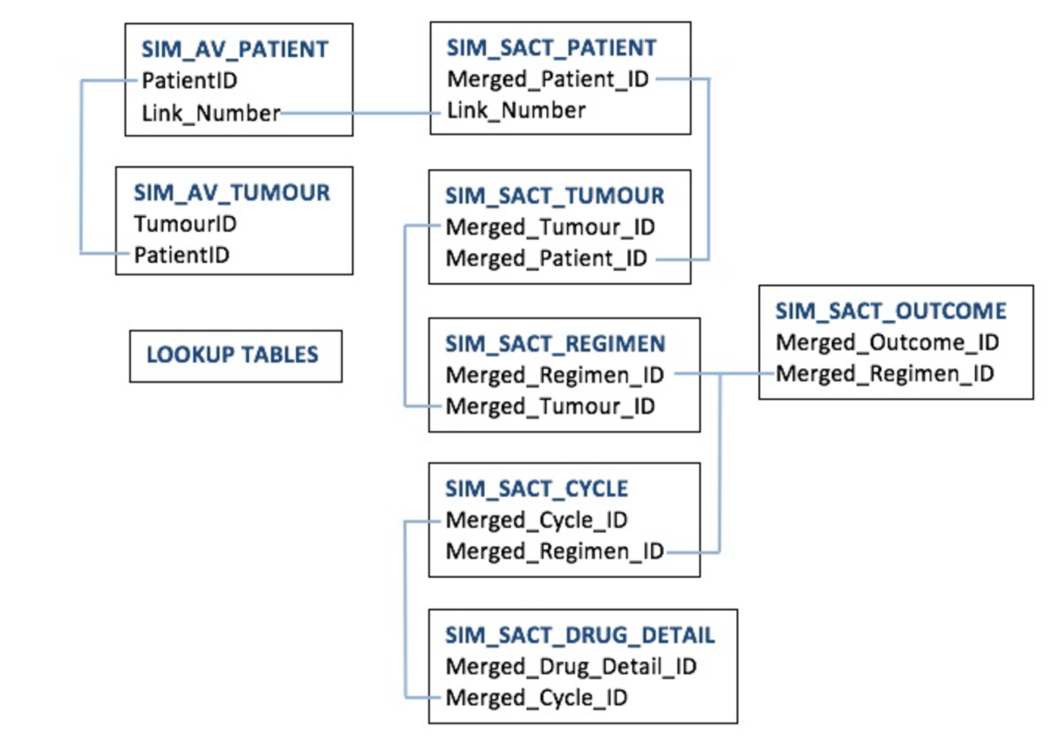 SIM_AV_PATIENT
PatientID
Link_Number
SIM_SACT_PATIENT
Merged_Patient_ID
Link_Number
SIM_AV_TUMOUR
TumourID
PatientID
SIM_SACT_TUMOUR
Merged_Tumour_ID
Merged_Patient_ID
LOOKUP TABLES
SIM_SACT_REGIMEN
Merged_Regimen_ID
Merged_Tumour_ID
SIM_SACT_OUTCOME
Merged_Outcome_ID
Merged_Regimen_ID
SIM_SACT_CYCLE
Merged_Cycle_ID
Merged_Regimen_ID
SIM_SACT_DRUG_DETAIL
Merged_Drug_Detail_ID
Merged_Cycle_ID